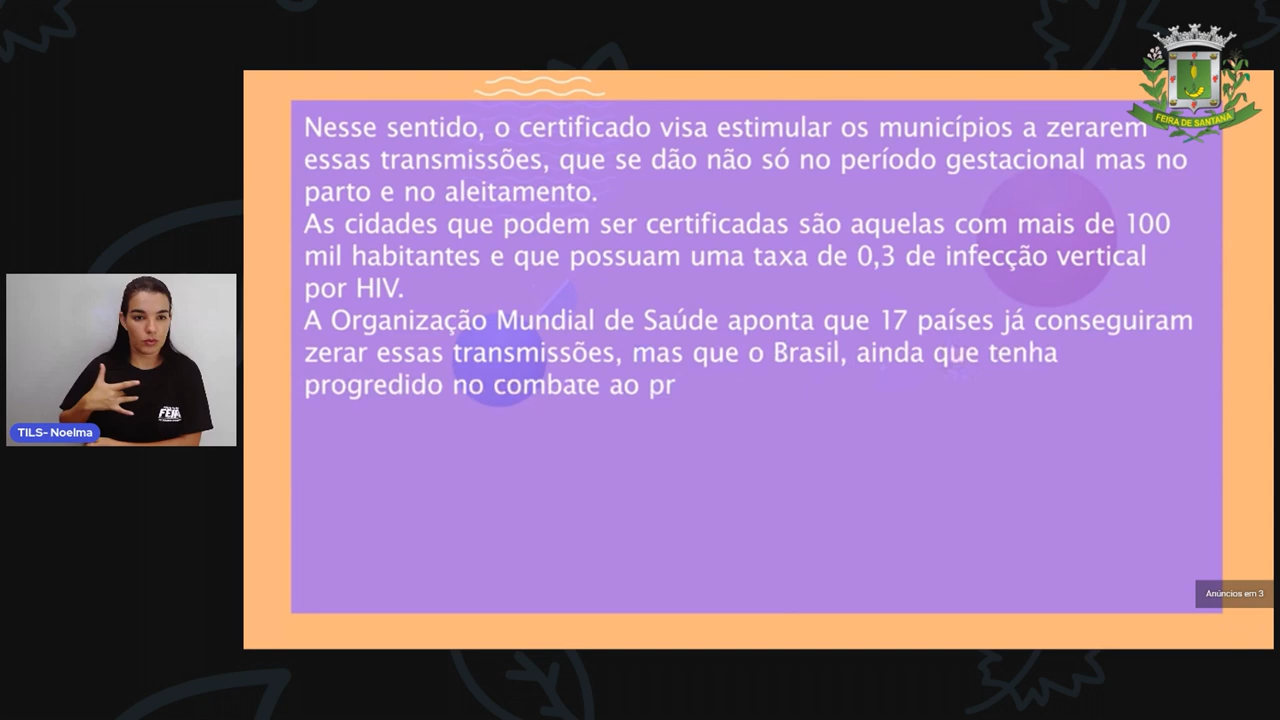 FEIRA DE SANTANA
Nesse sentido, o certificado visa estimular os municípios a zerarem
essas transmissões, que se dão não só no período gestacional mas no
parto e no aleitamento.
As cidades que podem ser certificadas são aquelas com mais de 100
mil habitantes e que possuam uma taxa de 0,3 de infecção vertical
por HIV.
A Organização Mundial de Saúde aponta que 17 países já conseguiram
zerar essas transmissões, mas que o Brasil, ainda que tenha
progredido no combate ao pr
FEIRA
TILS- Noelma
Anúncios em 3